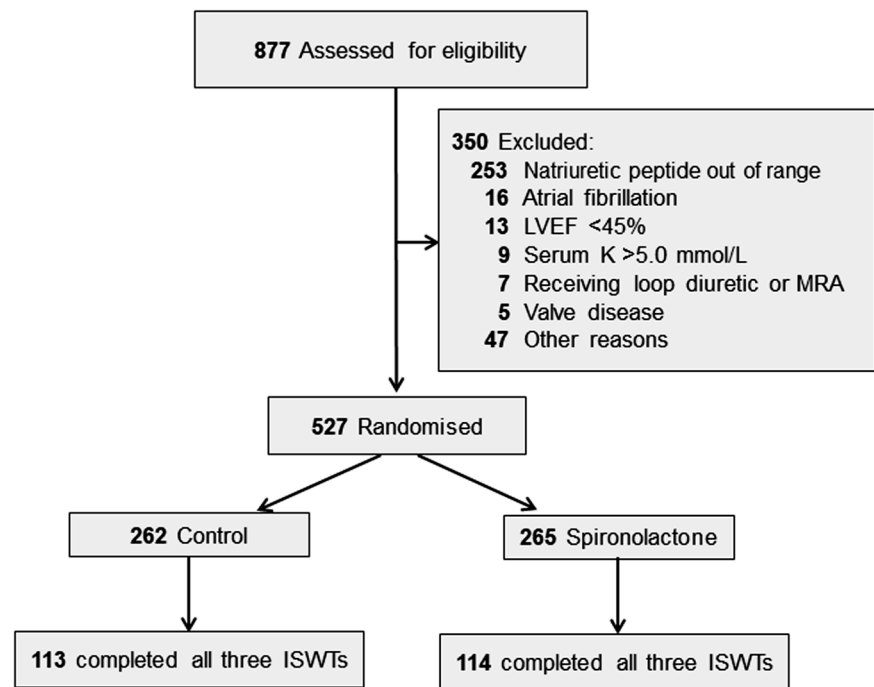 877 Assessed for eligibility
350 Excluded:
253 Natriuretic peptide out of range
16 Atrial fibrillation
13 LVEF <45%
9 Serum K >5.0 mmol/L
7 Receiving loop diuretic or MRA
5 Valve disease
47 Other reasons
527 Randomised
262 Control
265 Spironolactone
113 completed all three ISWTs
114 completed all three ISWTs